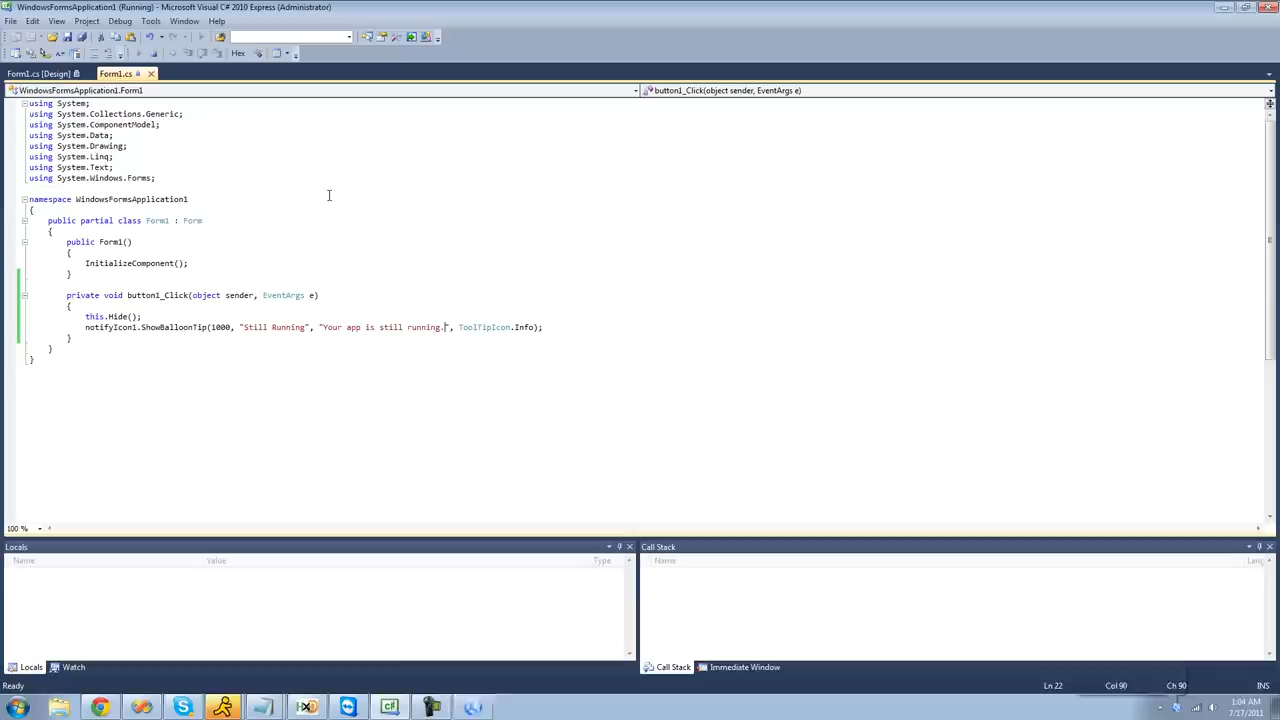 WindowsFormsApplication1 (Running) - Microsoft Visual C# 2010 Express (Administrator)
File Edit View Project Debug Tools Window Help
Hex
Form1.cs [Design] Form1.cs
WindowsFormsApplication1.Form1 button1_Click(object sender, EventArgs e)
using System;
using System.Collections.Generic;
using System.ComponentModel;
using System.Data;
using System.Drawing;
using System.Linq;
using System.Text;
using System.Windows.Forms;
namespace WindowsFormsApplication1
{
public partial class Form1 : Form
{
public Form1()
{
InitializeComponent();
}
private void button1_Click(object sender, EventArgs e)
{
this.Hide();
notifyIcon1.ShowBalloonTip(1000, "Still Running", "Your app is still running.", ToolTipIcon.Info);
}
}
}
100 %
Locals Call Stack
Name Value Type Name Lang
Locals Watch Call Stack Immediate Window
Ready Ln 22 Col 90 Ch 90 INS
1:04 AM
7/17/2011